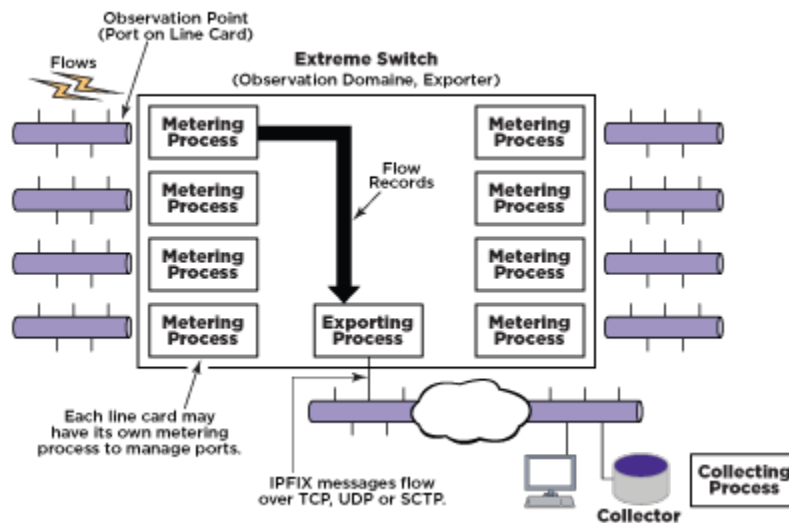 Observation Point
(Port on Line Card)
Flows
Extreme Switch
(Observation Domaine, Exporter)
Metering
Process
Metering
Process
Flow
Records
Metering
Process
Metering
Process
Metering
Process
Metering
Process
Metering
Process
Exporting
Process
Metering
Process
Each line card may
have its own metering
process to manage ports.
IPFIX messages flow
over TCP, UDP or SCTP.
Collector
Collecting
Process